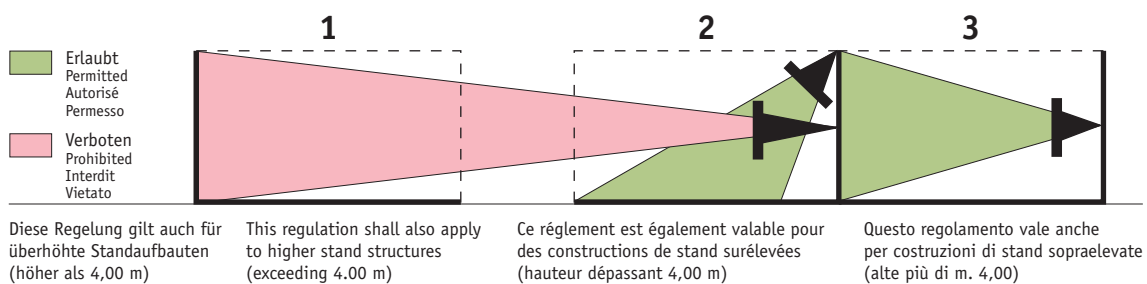 1
2
3
Erlaubt
Permitted
Autorisé
Permesso
Verboten
Prohibited
Interdit
Vietato
Diese Regelung gilt auch für
überhöhte Standaufbauten
(höher als 4,00 m)
This regulation shall also apply
to higher stand structures
(exceeding 4.00 m)
Ce réglement est également valable pour
des constructions de stand surélevées
(hauteur dépassant 4,00 m)
Questo regolamento vale anche
per costruzioni di stand sopraelevate
(alte più di m. 4,00)